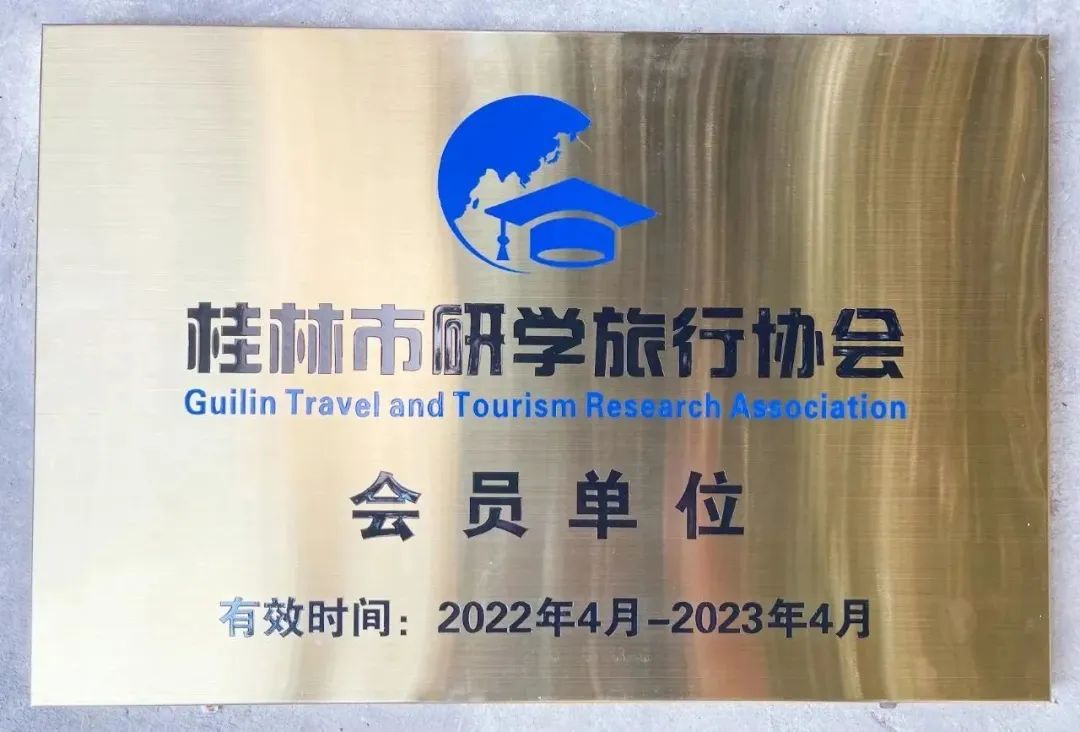 桂林市研学旅行协会
Guilin Travel and Tourism Research Association
会员单位
有效时间：2022年4月-2023年4月